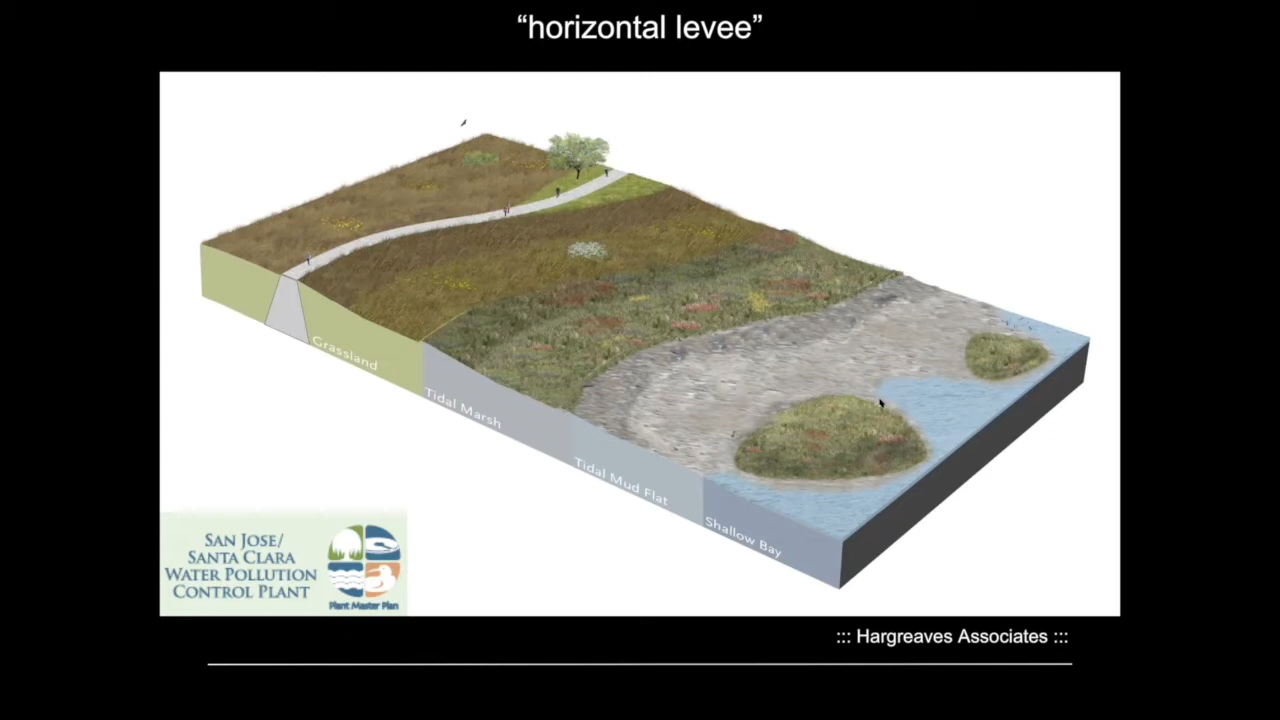 “horizontal levee”
Grassland
Tidal Marsh
Tidal Mud Flat
Shallow Bay
SAN JOSE/
SANTA CLARA
WATER POLLUTION
CONTROL PLANT
Plant Master Plan
::: Hargreaves Associates :::